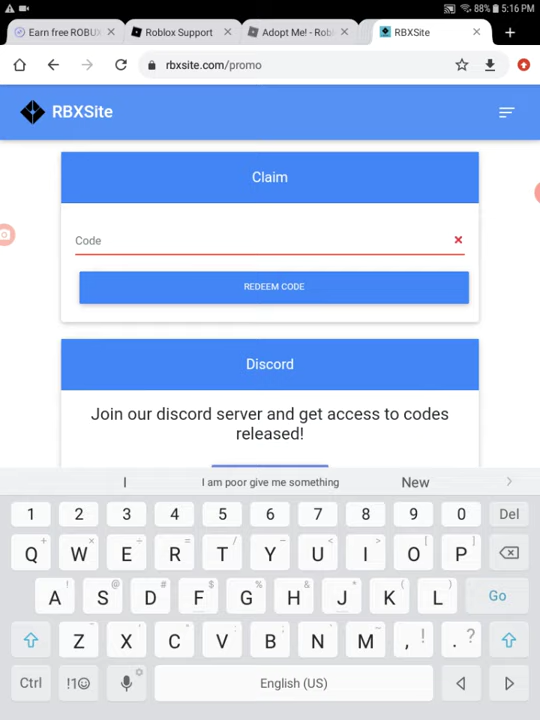 88% 5:16 PM
Earn free ROBUX
Roblox Support
Adopt Me! - Rob
RBXSite
rbxsite.com/promo
RBXSite
Claim
Code
REDEEM CODE
Discord
Join our discord server and get access to codes
released!
I
I am poor give me something
New
1 2 3 4 5 6 7 8 9 0 Del
Q W E R T Y U I O P
A S D F G H J K L Go
Z X C V B N M , ! . ?
Ctrl !1☺ English (US)